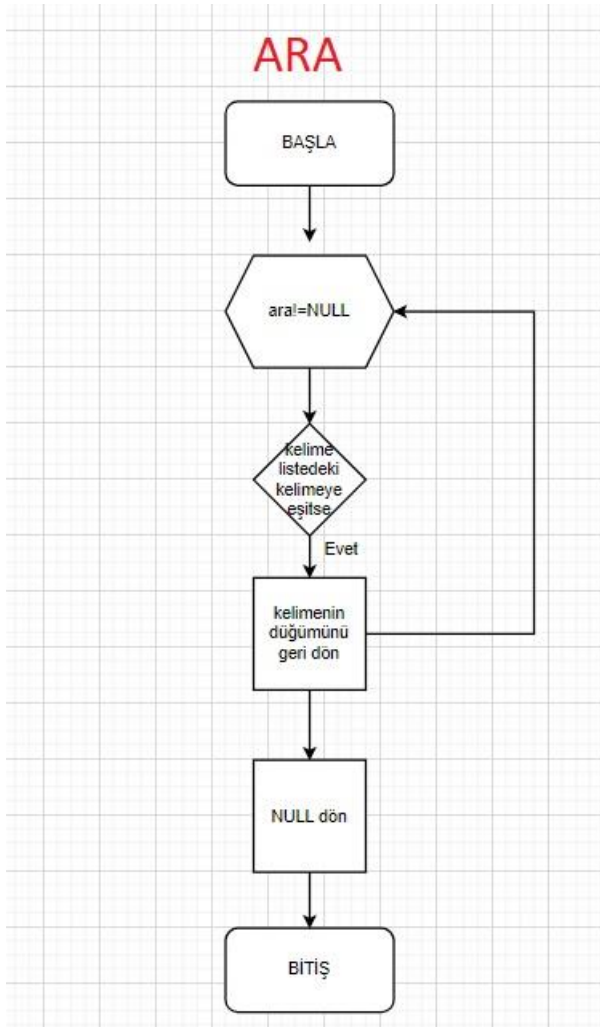 ARA
BAŞLA
ara!=NULL
kelime
listedeki
kelimeye
eşitse
Evet
kelimenin
düğümünü
geri dön
NULL dön
BİTİŞ